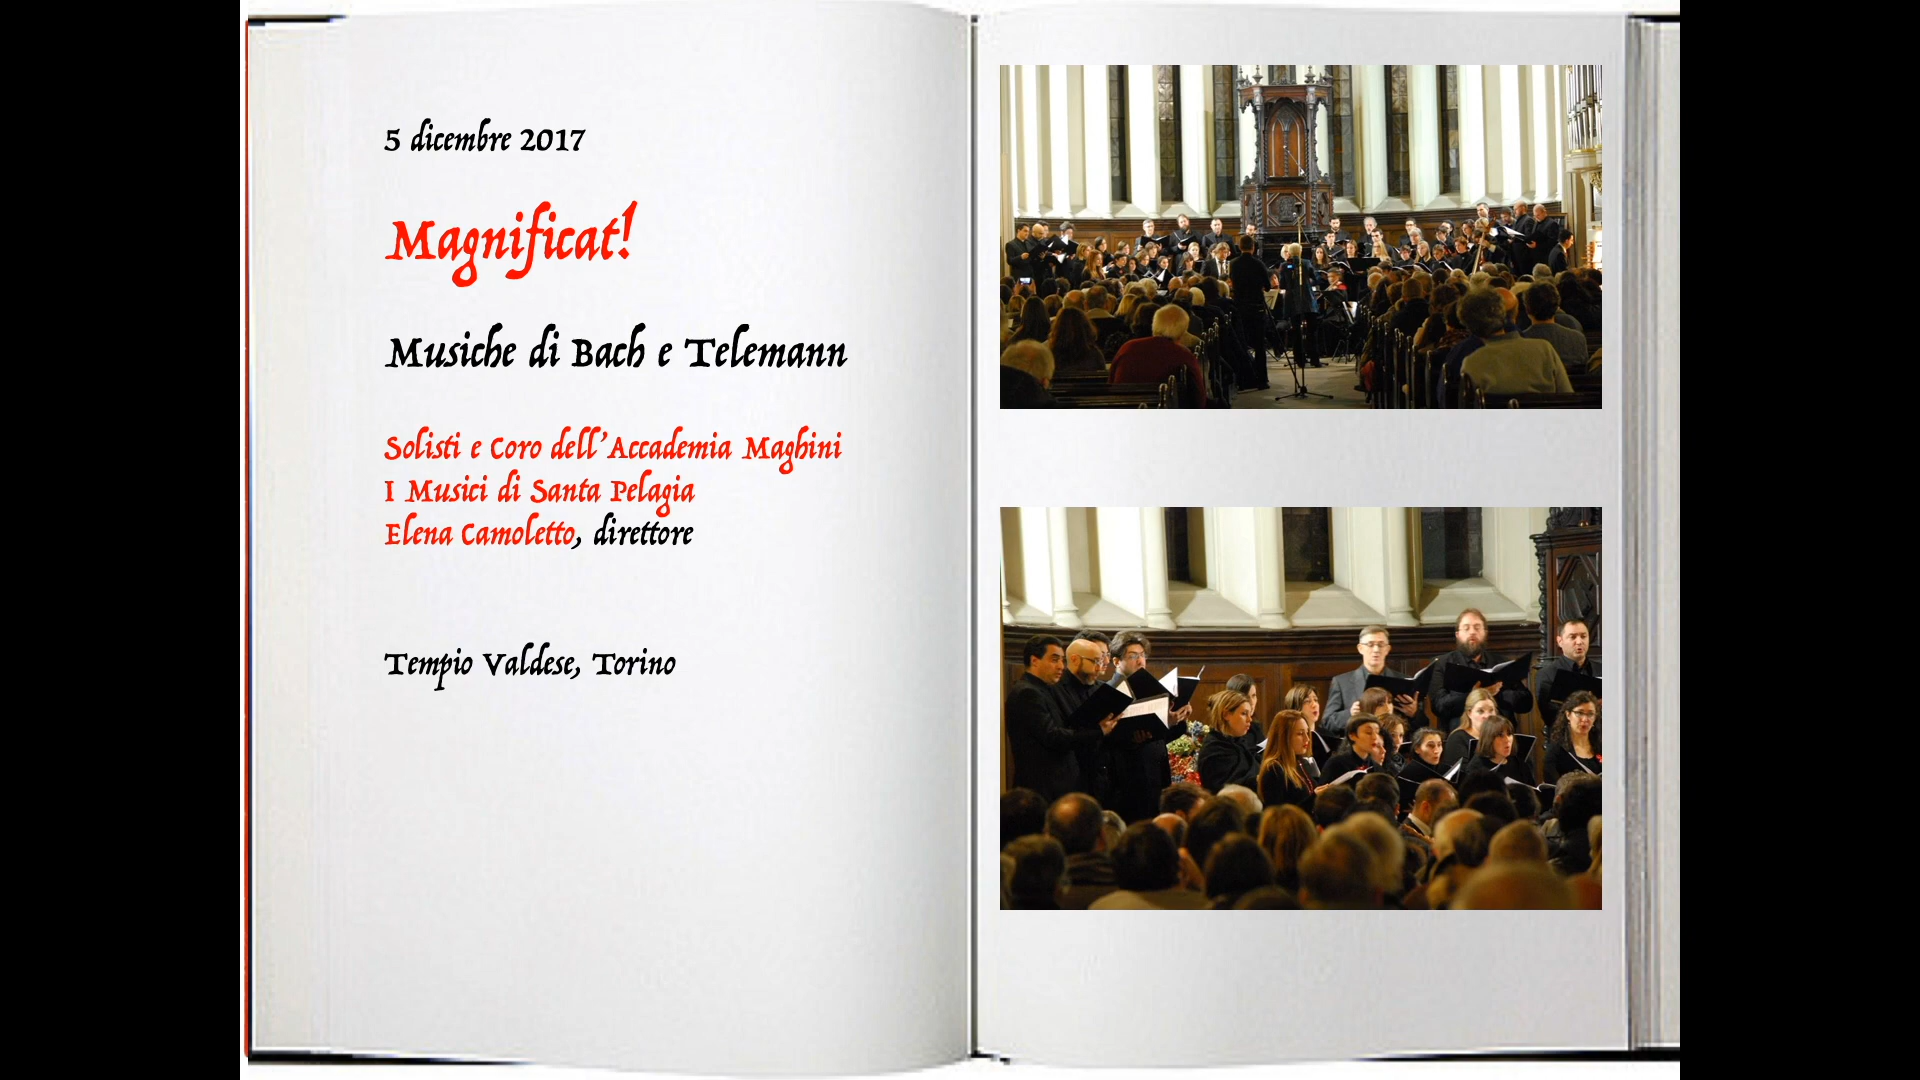 5 dicembre 2017
Magnificat!
Musiche di Bach e Telemann
Solisti e Coro dell'Accademia Maghini
I Musici di Santa Pelagia
Elena Camoletto, direttore
Tempio Valdese, Torino